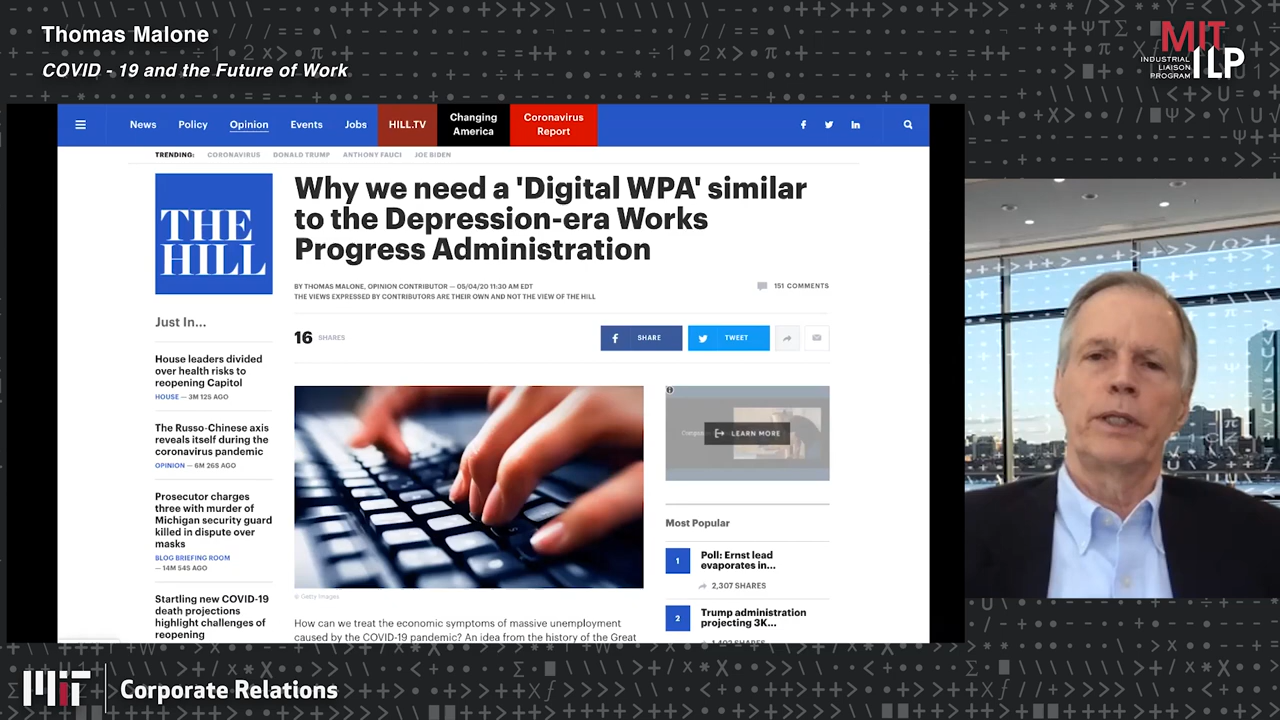 Thomas Malone
COVID - 19 and the Future of Work
MIT
INDUSTRIAL
LIAISON
PROGRAM
ILP
News Policy Opinion Events Jobs HILL.TV
Changing
America
Coronavirus
Report
TRENDING: CORONAVIRUS DONALD TRUMP ANTHONY FAUCI JOE BIDEN
THE
HILL
Why we need a 'Digital WPA' similar
to the Depression-era Works
Progress Administration
BY THOMAS MALONE, OPINION CONTRIBUTOR — 05/04/20 11:30 AM EDT
THE VIEWS EXPRESSED BY CONTRIBUTORS ARE THEIR OWN AND NOT THE VIEW OF THE HILL
151 COMMENTS
16 SHARES
SHARE
TWEET
Just In...
House leaders divided
over health risks to
reopening Capitol
HOUSE — 3M 12S AGO
The Russo-Chinese axis
reveals itself during the
coronavirus pandemic
OPINION — 6M 26S AGO
Prosecutor charges
three with murder of
Michigan security guard
killed in dispute over
masks
BLOG BRIEFING ROOM
— 14M 54S AGO
Startling new COVID-19
death projections
highlight challenges of
reopening
© Getty Images
How can we treat the economic symptoms of massive unemployment
caused by the COVID-19 pandemic? An idea from the history of the Great
LEARN MORE
Most Popular
1
Poll: Ernst lead
evaporates in...
2,307 SHARES
2
Trump administration
projecting 3K...
SHARES
MIT
Corporate Relations